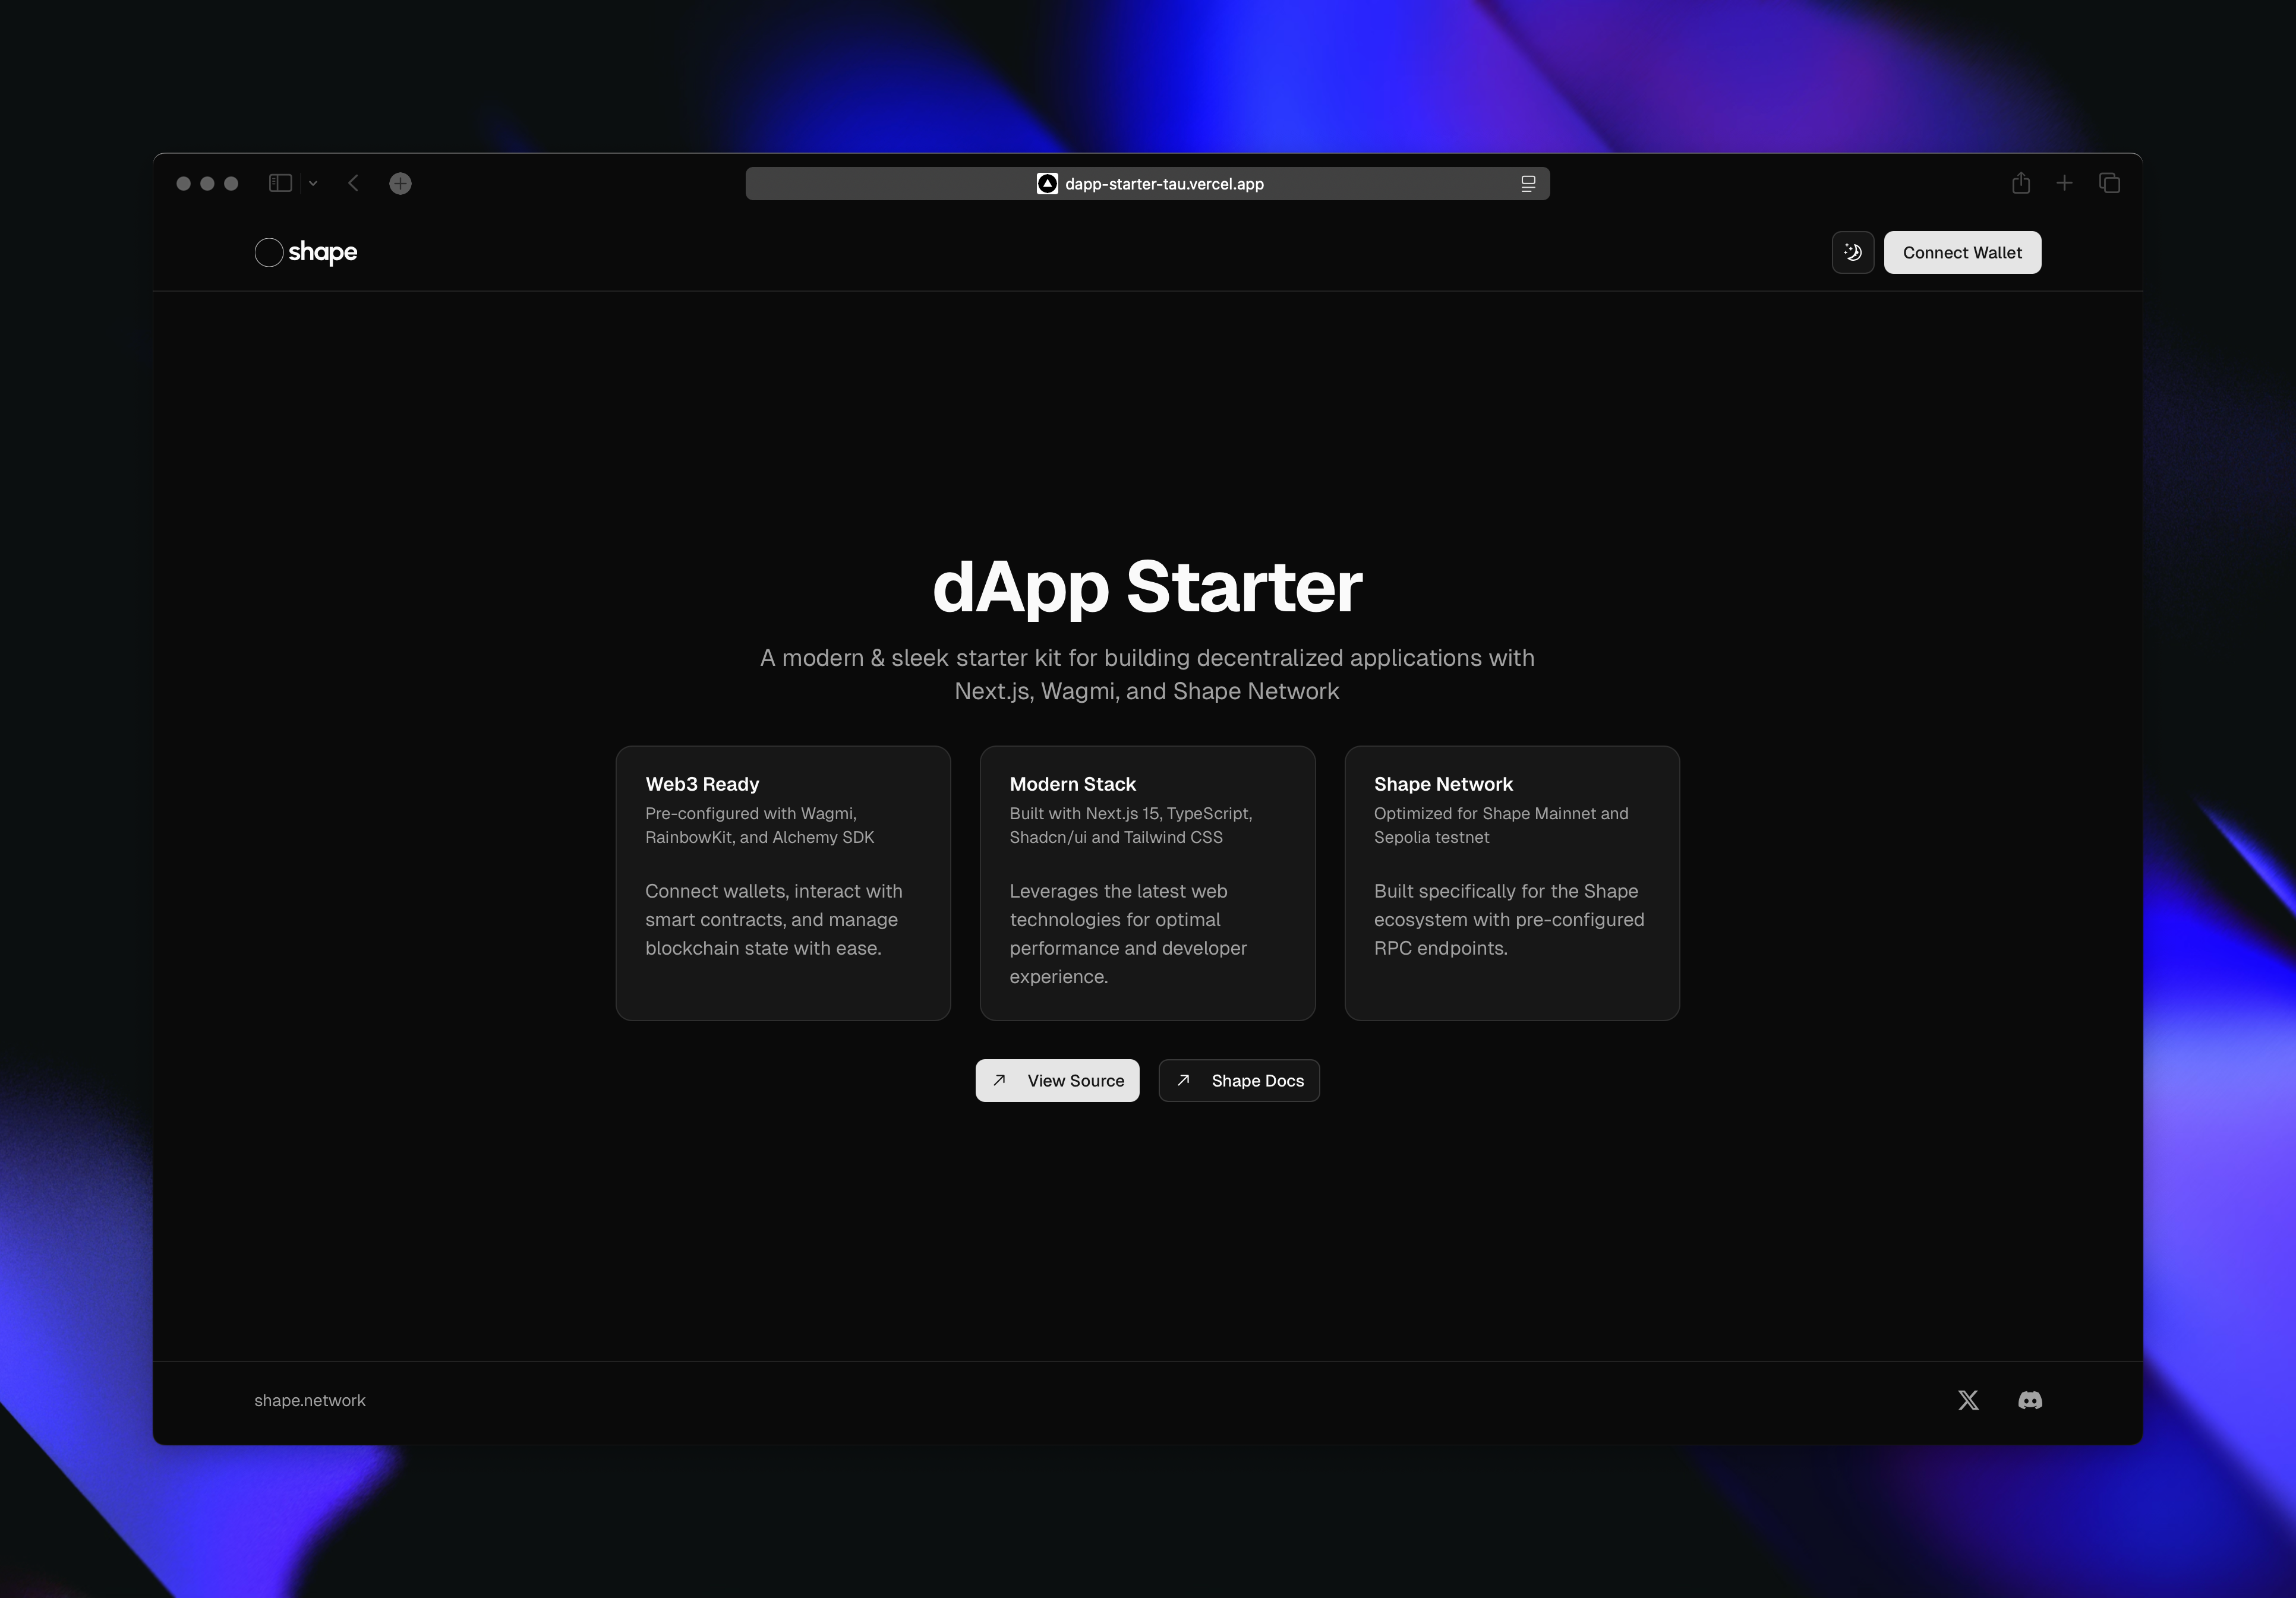 dapp-starter-tau.vercel.app
shape
Connect Wallet
dApp Starter
A modern & sleek starter kit for building decentralized applications with
Next.js, Wagmi, and Shape Network
Web3 Ready
Pre-configured with Wagmi,
RainbowKit, and Alchemy SDK
Connect wallets, interact with
smart contracts, and manage
blockchain state with ease.
Modern Stack
Built with Next.js 15, TypeScript,
Shadcn/ui and Tailwind CSS
Leverages the latest web
technologies for optimal
performance and developer
experience.
Shape Network
Optimized for Shape Mainnet and
Sepolia testnet
Built specifically for the Shape
ecosystem with pre-configured
RPC endpoints.
View Source
Shape Docs
shape.network